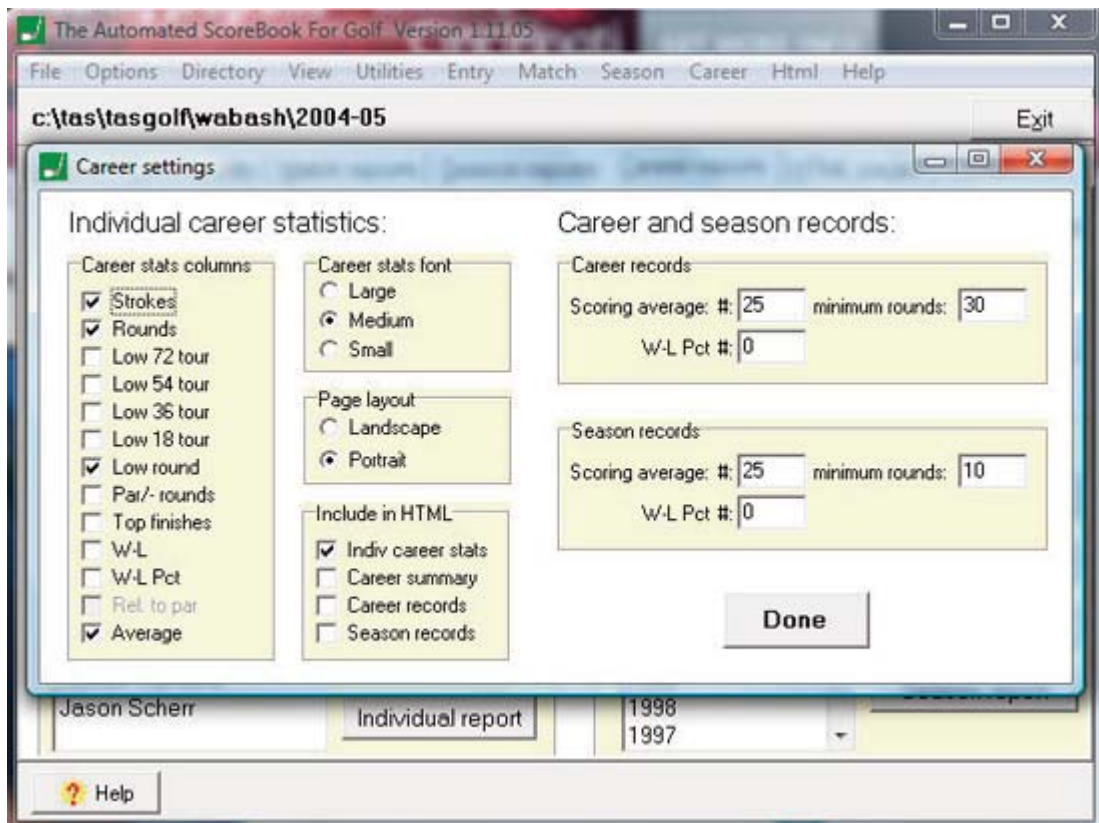 The Automated ScoreBook For Golf Version 1.11.05
File Options Directory View Utilities Entry Match Season Career Html Help
c:\tas\tasgolf\wabash\2004-05
Exit
Career settings
Individual career statistics:
Career stats columns
Strokes
Rounds
Low 72 tour
Low 54 tour
Low 36 tour
Low 18 tour
Low round
Par/- rounds
Top finishes
W-L
W-L Pct
Rel. to par
Average
Career stats font
Large
Medium
Small
Page layout
Landscape
Portrait
Include in HTML
Indiv career stats
Career summary
Career records
Season records
Career and season records:
Career records
Scoring average: #: 25 minimum rounds: 30
W-L Pct #: 0
Season records
Scoring average: #: 25 minimum rounds: 10
W-L Pct #: 0
Done
Jason Scherr
Individual report
1998
1997
Help